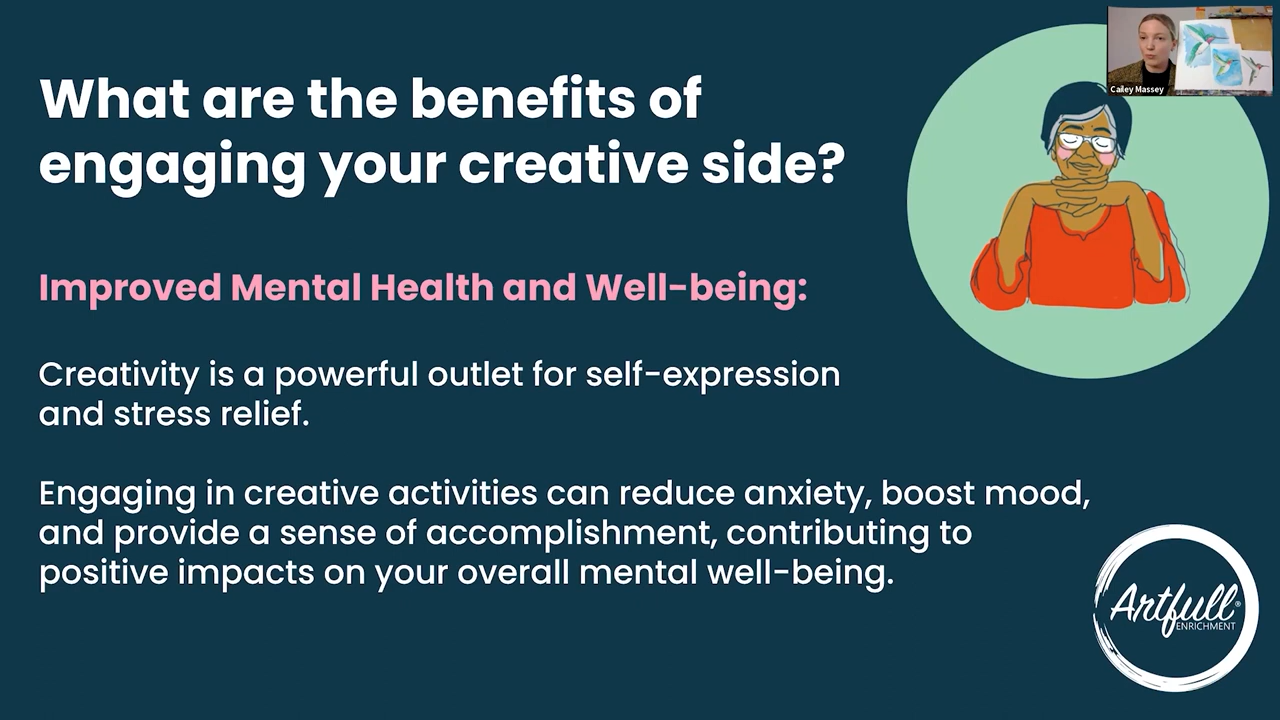 What are the benefits of
engaging your creative side?
Cailey Massey
Improved Mental Health and Well-being:
Creativity is a powerful outlet for self-expression
and stress relief.
Engaging in creative activities can reduce anxiety, boost mood,
and provide a sense of accomplishment, contributing to
positive impacts on your overall mental well-being.
Artfull®
ENRICHMENT